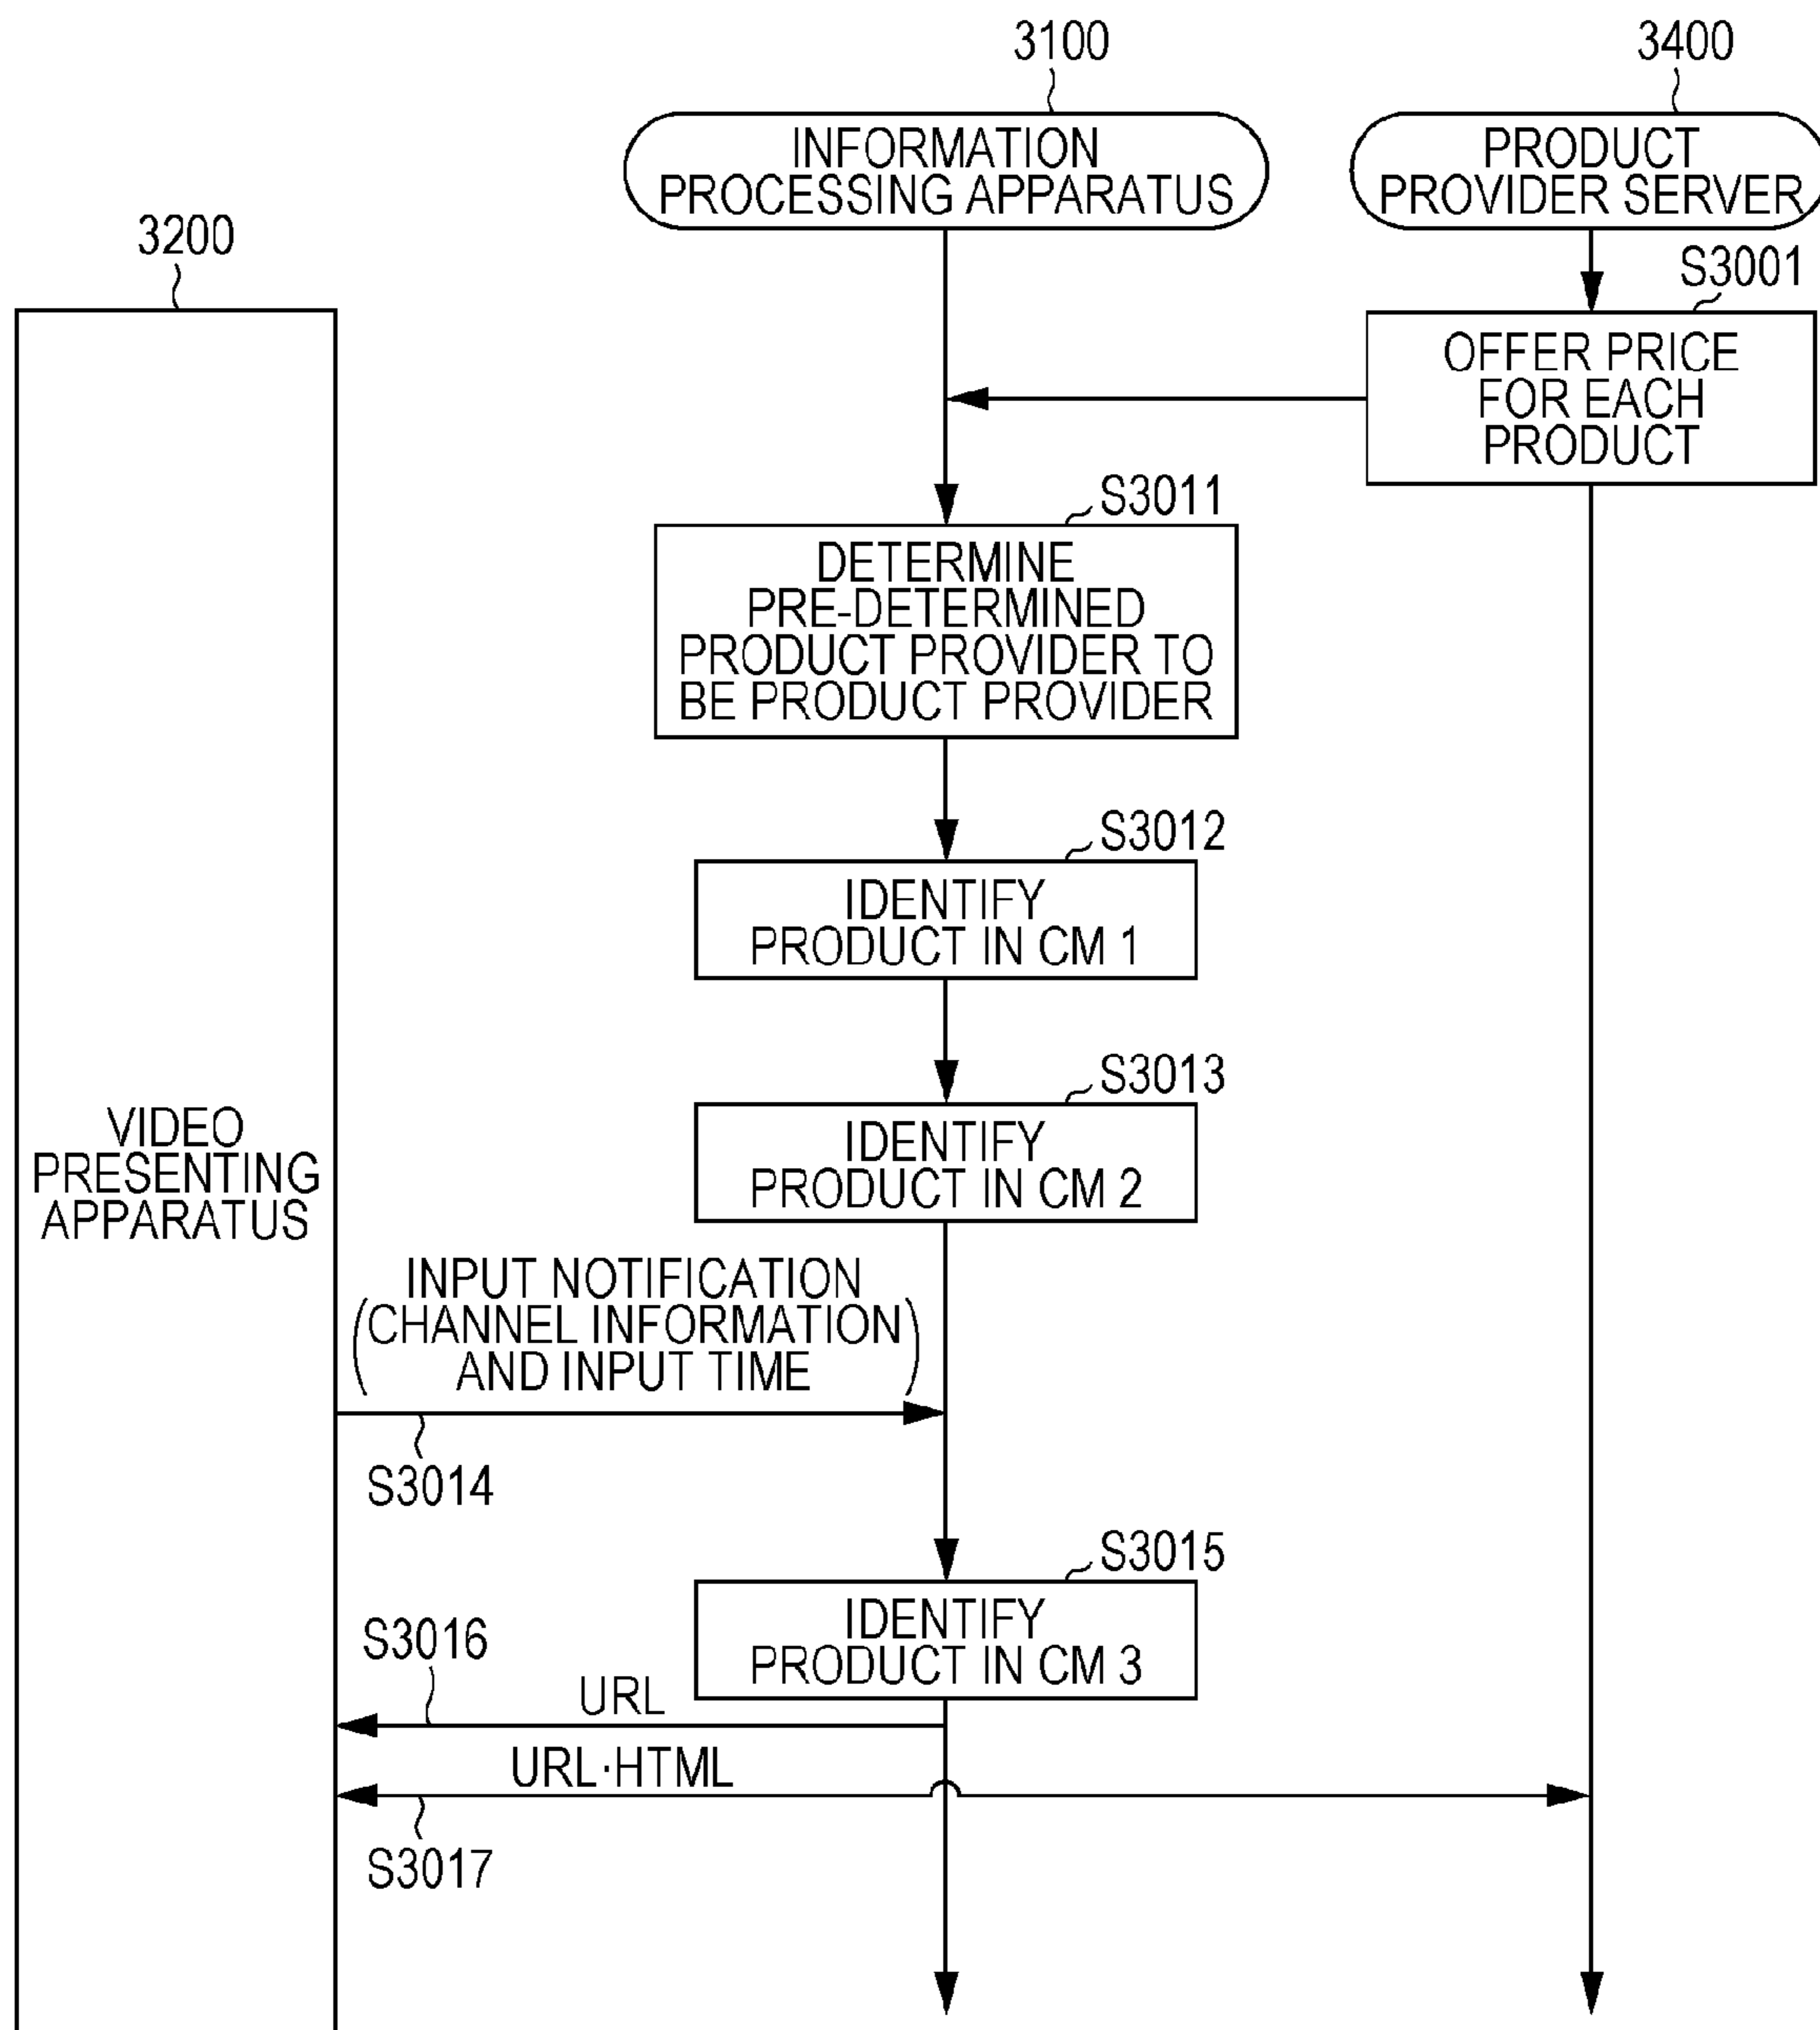 3100
3400
INFORMATION
PROCESSING APPARATUS
PRODUCT
PROVIDER SERVER
3200
S3001
OFFER PRICE
FOR EACH
PRODUCT
S3011
DETERMINE
PRE-DETERMINED
PRODUCT PROVIDER TO
BE PRODUCT PROVIDER
S3012
IDENTIFY
PRODUCT IN CM 1
S3013
IDENTIFY
PRODUCT IN CM 2
VIDEO
PRESENTING
APPARATUS
INPUT NOTIFICATION
(CHANNEL INFORMATION
AND INPUT TIME)
S3014
S3015
IDENTIFY
PRODUCT IN CM 3
S3016
URL
URL·HTML
S3017